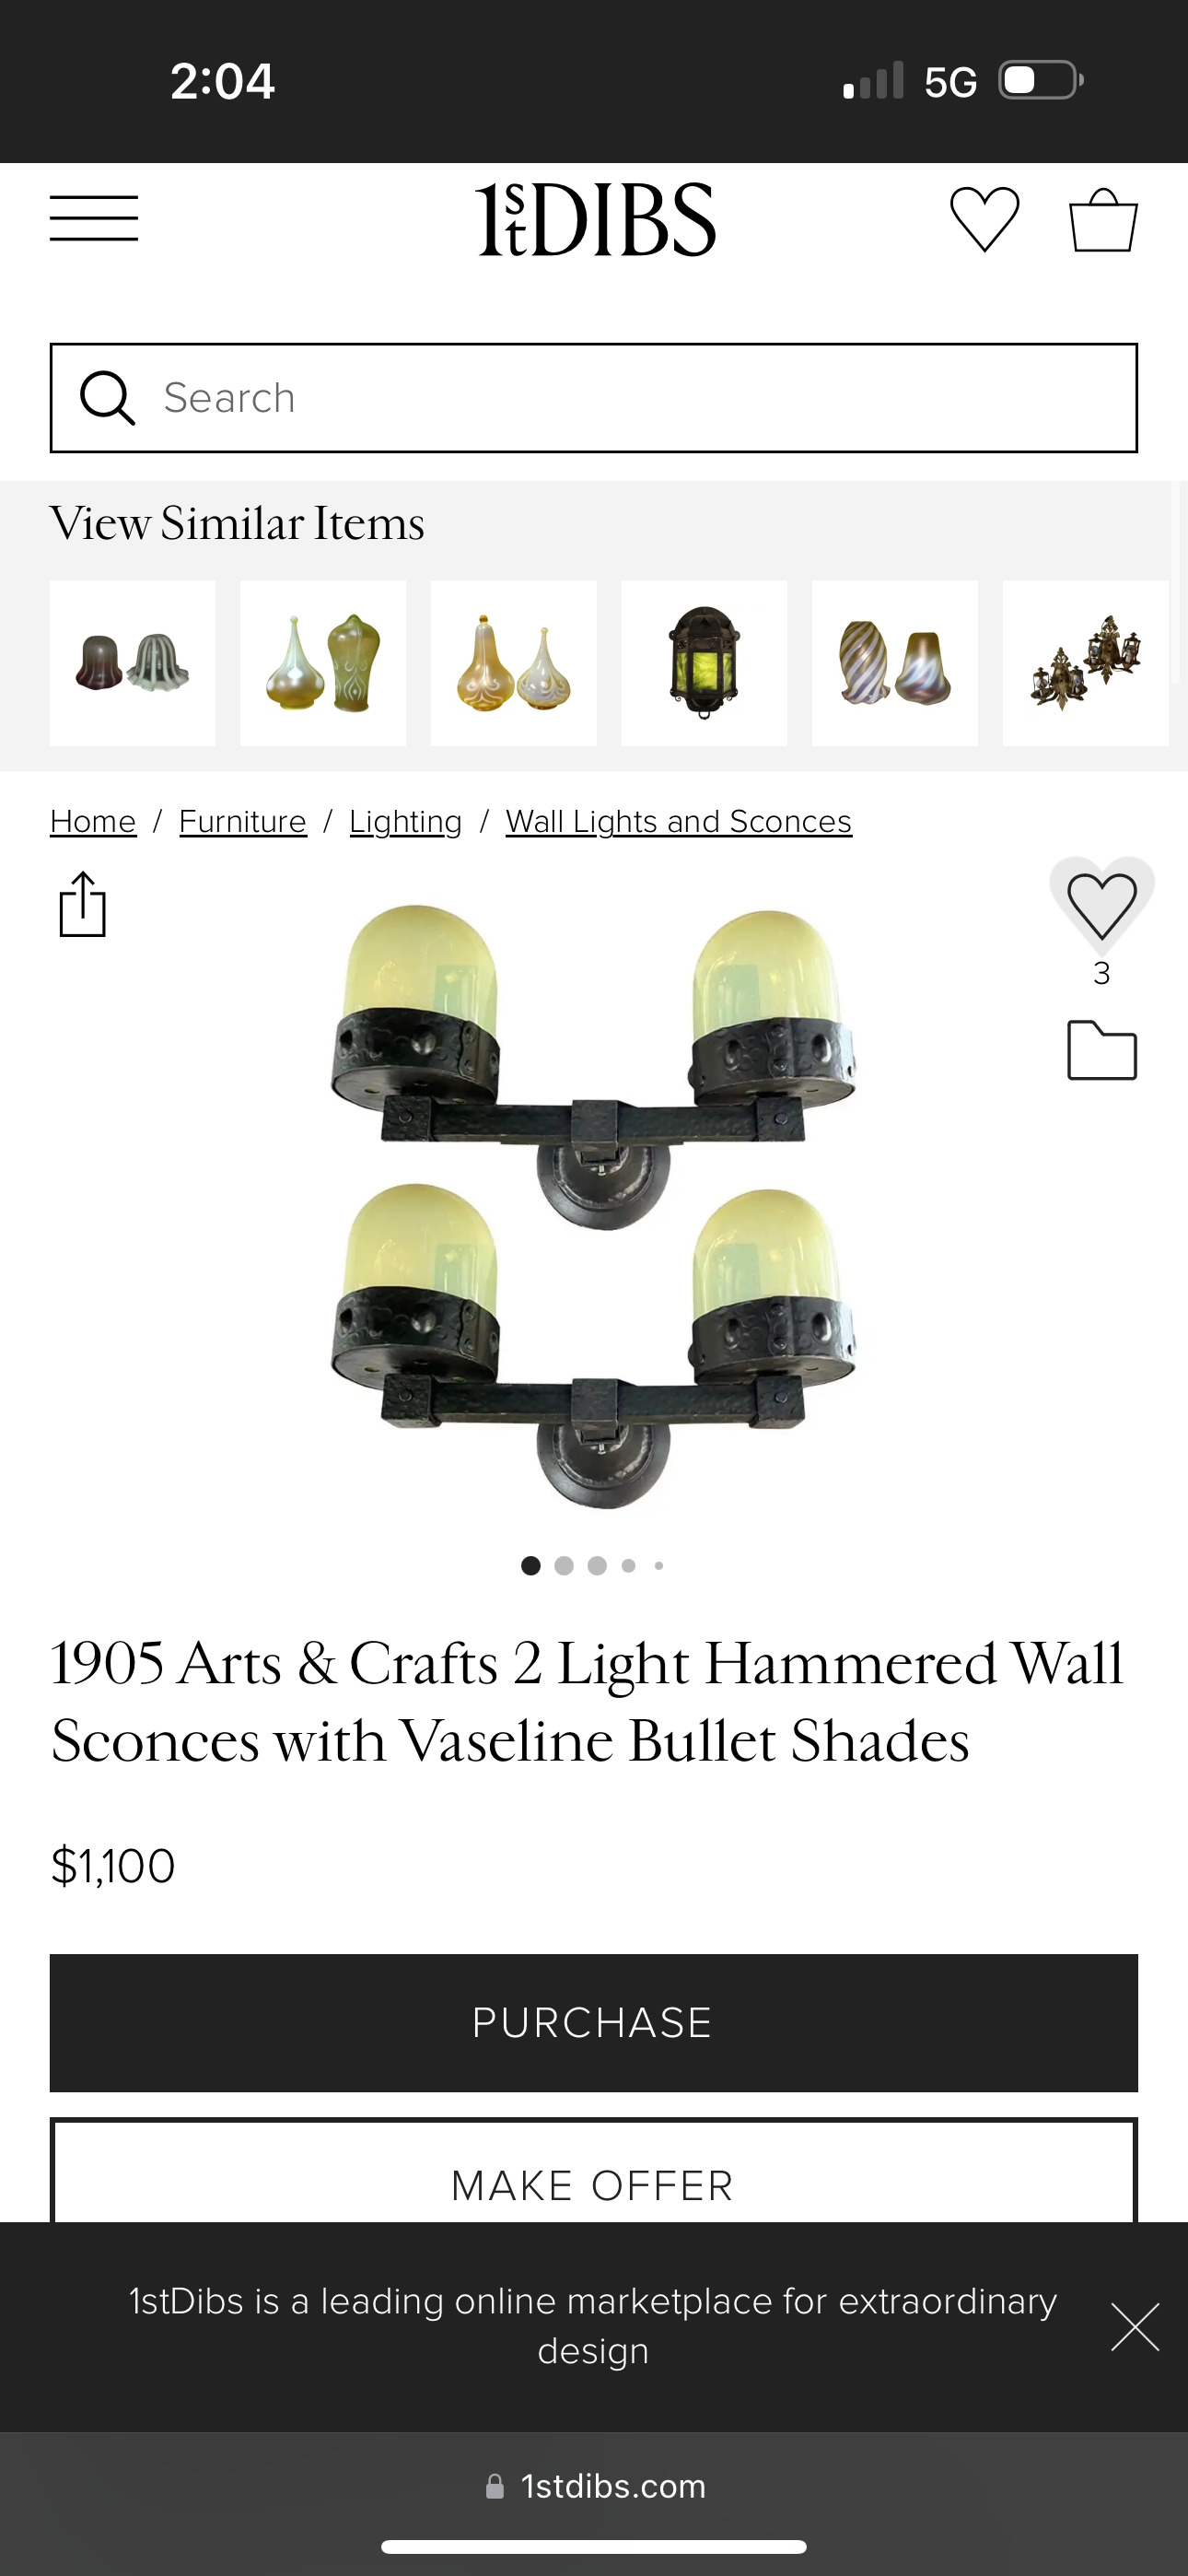 2:04 5G
1stDIBS
Search
View Similar Items
Home / Furniture / Lighting / Wall Lights and Sconces
3
1905 Arts & Crafts 2 Light Hammered Wall
Sconces with Vaseline Bullet Shades
$1,100
PURCHASE
MAKE OFFER
1stDibs is a leading online marketplace for extraordinary
design
1stdibs.com